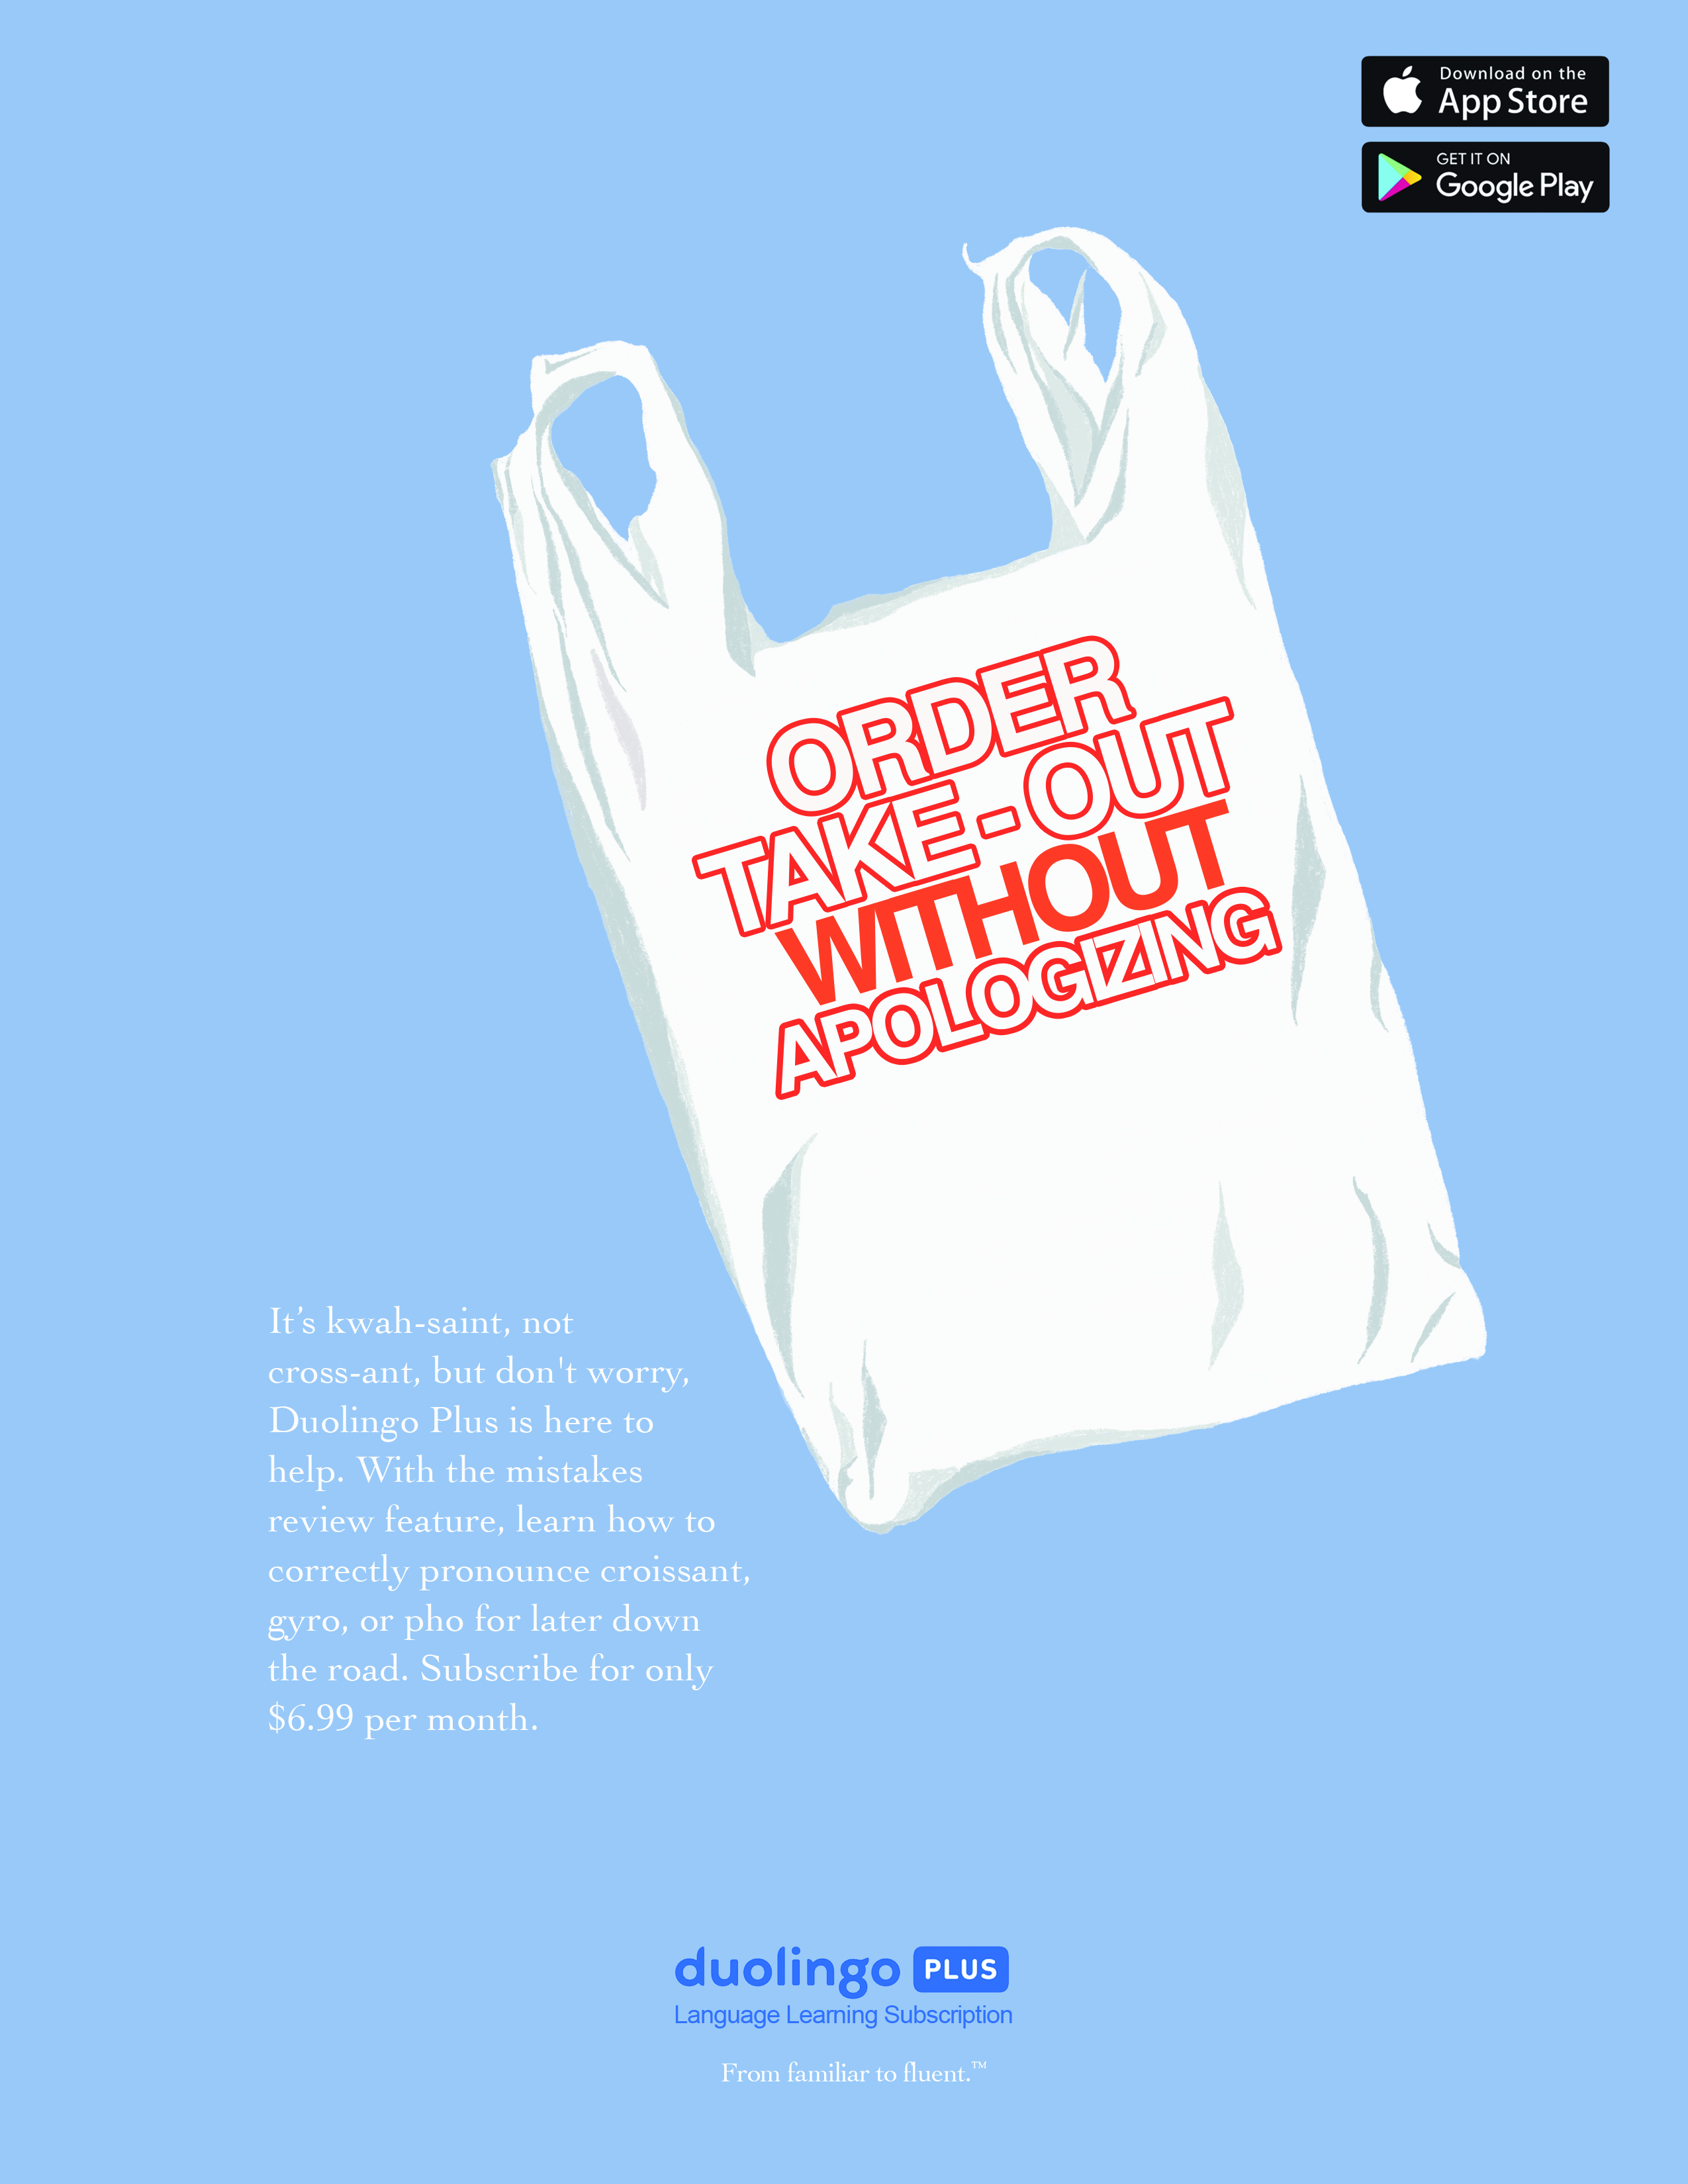 Download on the
App Store
GET IT ON
Google Play
ORDER
TAKE-OUT
WITHOUT
APOLOGIZING
It’s kwah-saint, not
cross-ant, but don't worry,
Duolingo Plus is here to
help. With the mistakes
review feature, learn how to
correctly pronounce croissant,
gyro, or pho for later down
the road. Subscribe for only
$6.99 per month.
duolingo PLUS
Language Learning Subscription
From familiar to fluent.™